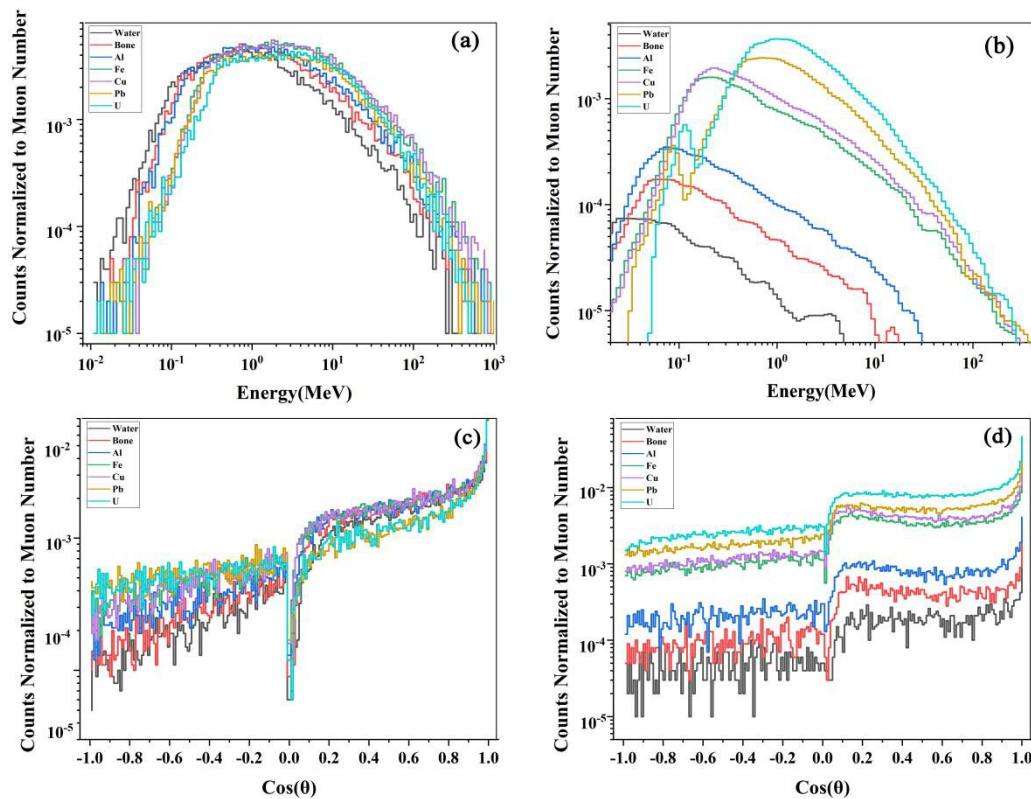 (a)
Water
Bone
Al
Fe
Cu
Pb
U
Counts Normalized to Muon Number
10^-3
10^-4
10^-5
10^-2 10^-1 10^0 10^1 10^2 10^3
Energy(MeV)
(b)
Water
Bone
Al
Fe
Cu
Pb
U
Counts Normalized to Muon Number
10^-3
10^-4
10^-5
10^-1 10^0 10^1 10^2
Energy(MeV)
(c)
Water
Bone
Al
Fe
Cu
Pb
U
Counts Normalized to Muon Number
10^-2
10^-3
10^-4
10^-5
-1.0 -0.8 -0.6 -0.4 -0.2 0.0 0.2 0.4 0.6 0.8 1.0
Cos(θ)
(d)
Water
Bone
Al
Fe
Cu
Pb
U
Counts Normalized to Muon Number
10^-2
10^-3
10^-4
10^-5
-1.0 -0.8 -0.6 -0.4 -0.2 0.0 0.2 0.4 0.6 0.8 1.0
Cos(θ)